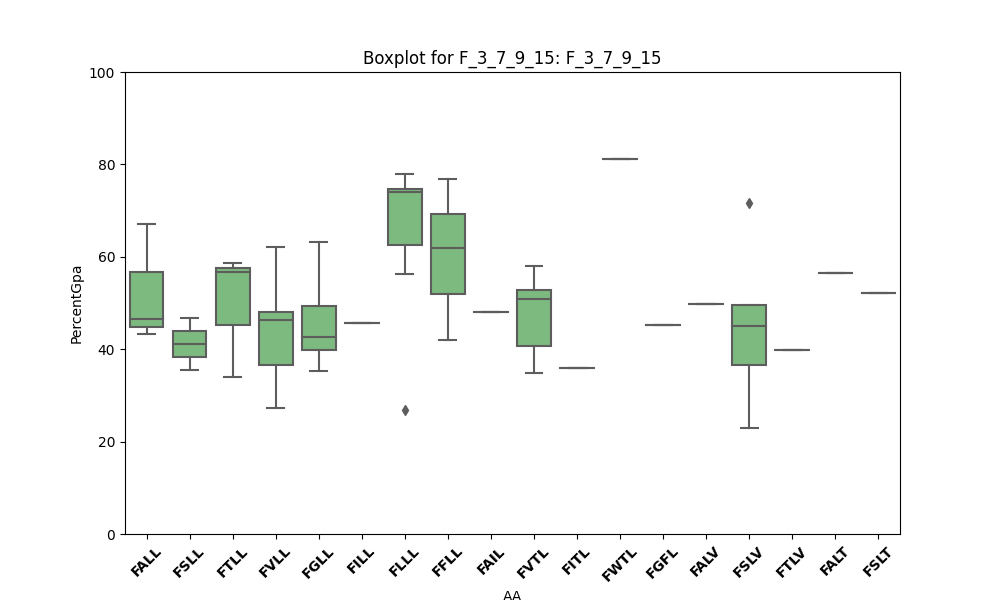 Boxplot for F_3_7_9_15: F_3_7_9_15
PercentGpa
100
80
60
40
20
0
FALL FSLL FTLL FVLL FGLL FILL FLLL FFLL FAIL FVTL FITL FWTL FGFL FALV FSLV FTLV FALT FSLT
AA